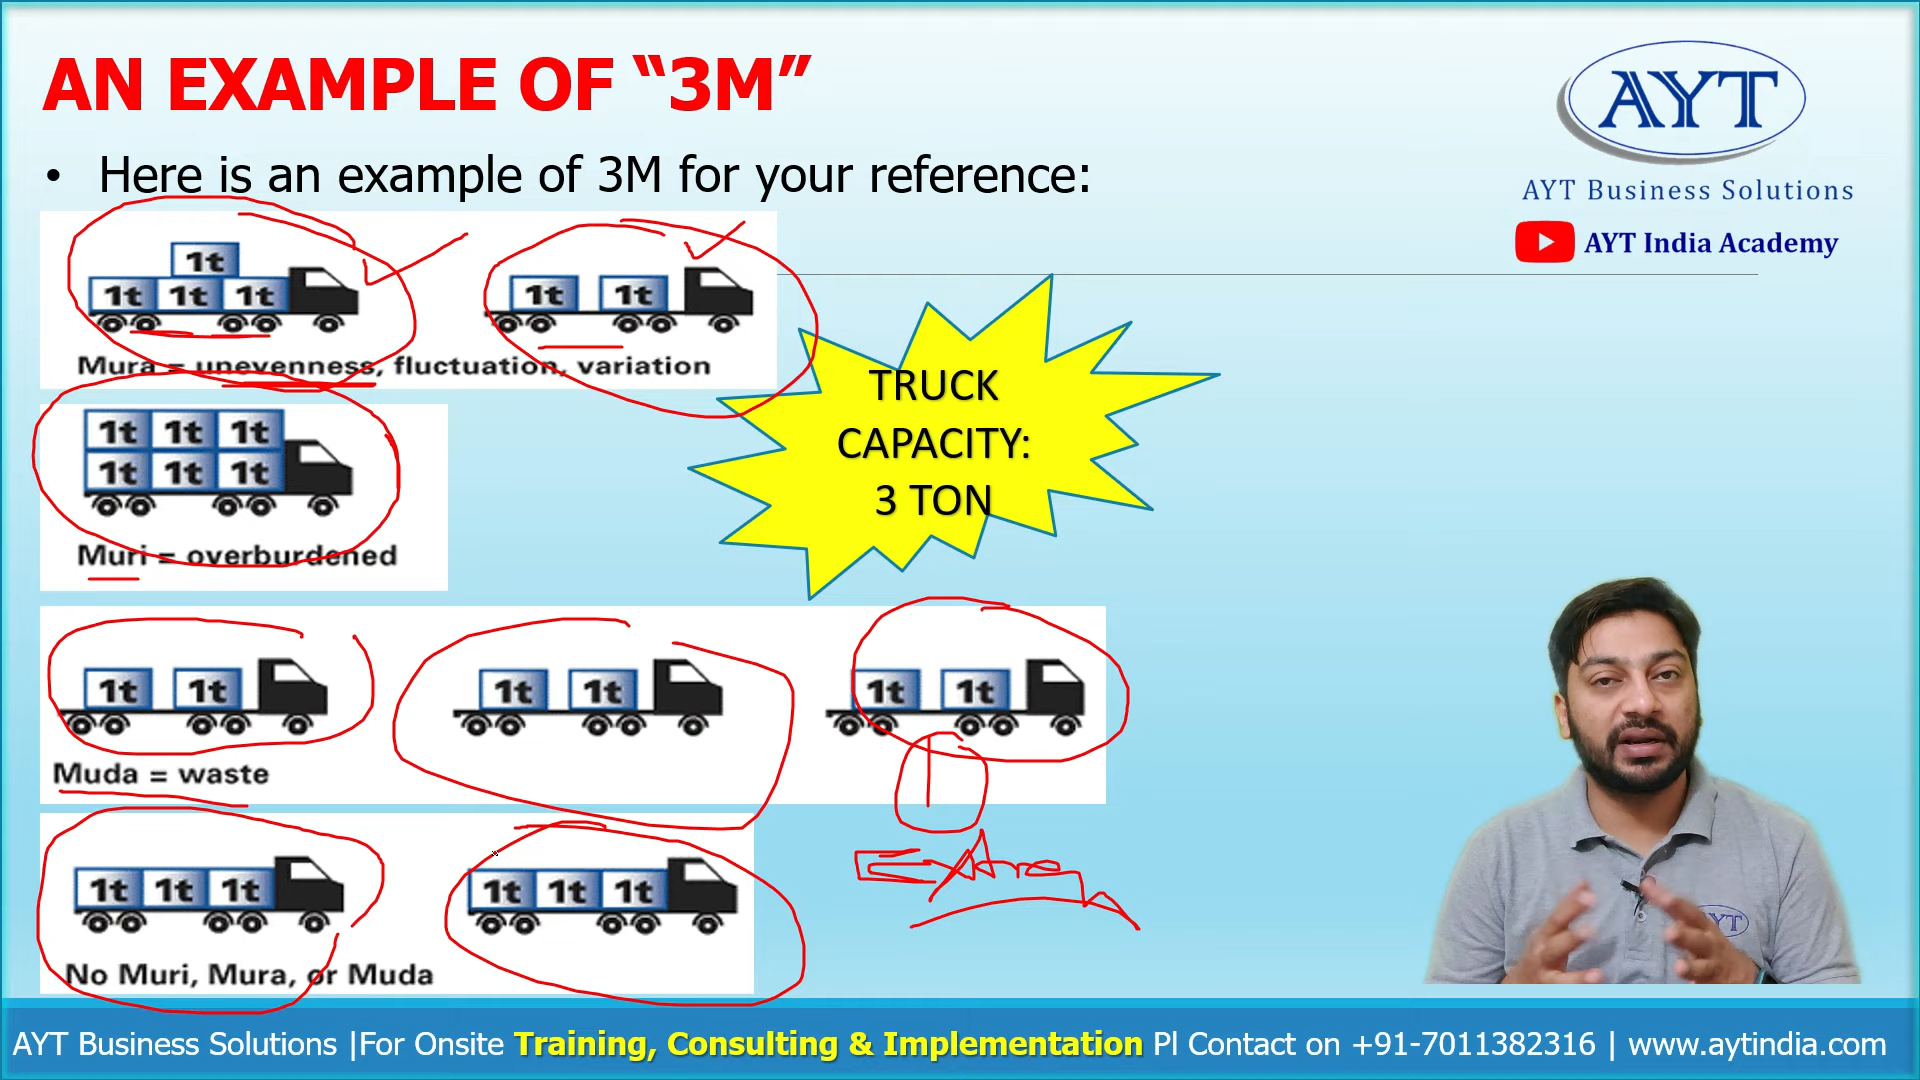 AN EXAMPLE OF “3M”
• Here is an example of 3M for your reference:
AYT
AYT Business Solutions
AYT India Academy
1t
1t 1t 1t
1t 1t
Mura = unevenness, fluctuation, variation
TRUCK
CAPACITY:
3 TON
1t 1t 1t
1t 1t 1t
Muri = overburdened
1t 1t
1t 1t
1t 1t
Muda = waste
1
Extra
1t 1t 1t
1t 1t 1t
No Muri, Mura, or Muda
AYT
AYT Business Solutions |For Onsite Training, Consulting & Implementation Pl Contact on +91-7011382316 | www.aytindia.com